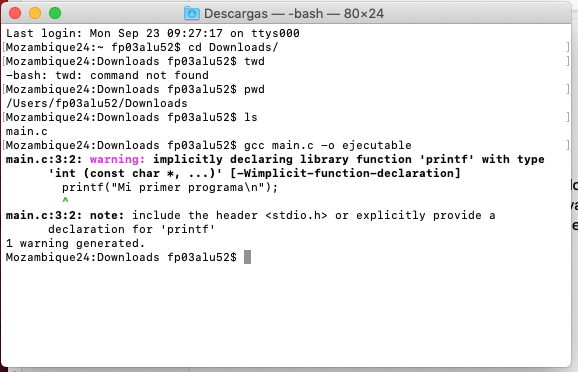 Descargas — -bash — 80×24
Last login: Mon Sep 23 09:27:17 on ttys000
[Mozambique24:~ fp03alu52$ cd Downloads/ ]
[Mozambique24:Downloads fp03alu52$ twd ]
-bash: twd: command not found
[Mozambique24:Downloads fp03alu52$ pwd ]
/Users/fp03alu52/Downloads
[Mozambique24:Downloads fp03alu52$ ls ]
main.c
[Mozambique24:Downloads fp03alu52$ gcc main.c -o ejecutable ]
main.c:3:2: warning: implicitly declaring library function 'printf' with type
'int (const char *, ...)' [-Wimplicit-function-declaration]
printf("Mi primer programa\n");
^
main.c:3:2: note: include the header <stdio.h> or explicitly provide a
declaration for 'printf'
1 warning generated.
Mozambique24:Downloads fp03alu52$